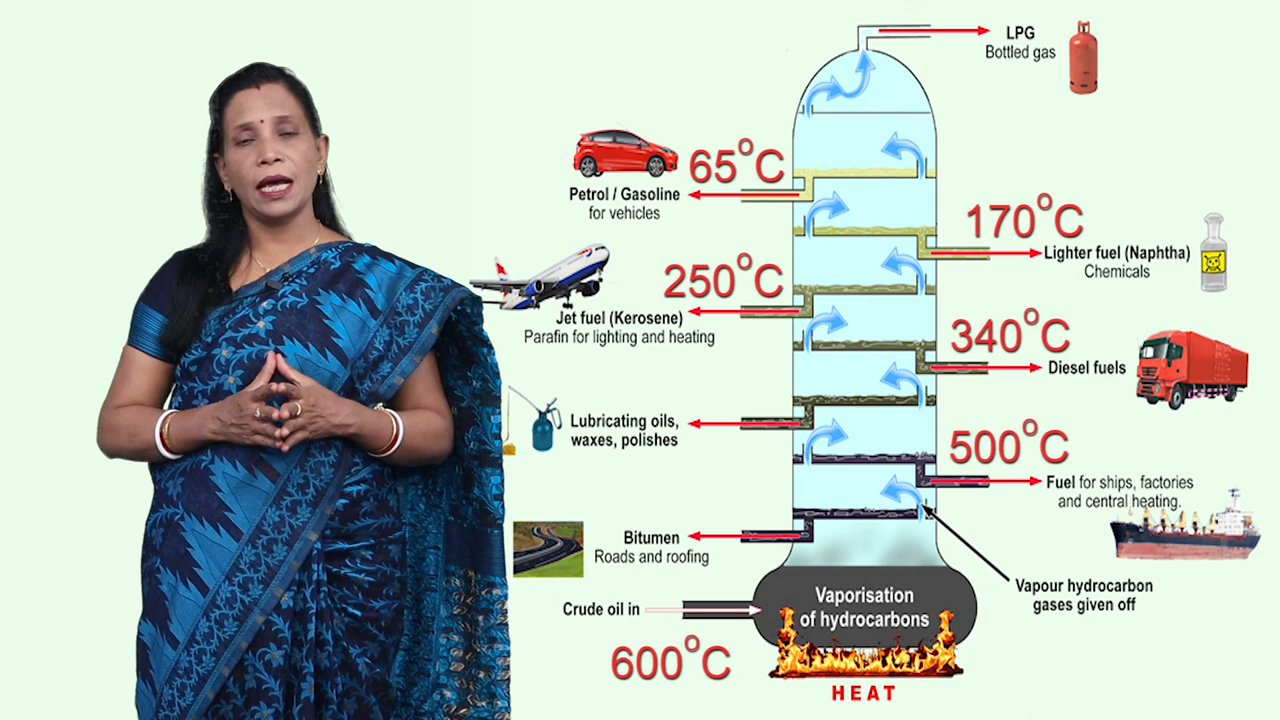 LPG
Bottled gas
65°C
Petrol / Gasoline
for vehicles
170°C
Lighter fuel (Naphtha)
Chemicals
250°C
Jet fuel (Kerosene)
Parafin for lighting and heating
340°C
Diesel fuels
Lubricating oils,
waxes, polishes
500°C
Fuel for ships, factories
and central heating.
Bitumen
Roads and roofing
Vapour hydrocarbon
gases given off
Crude oil in
Vaporisation
of hydrocarbons
600°C
HEAT